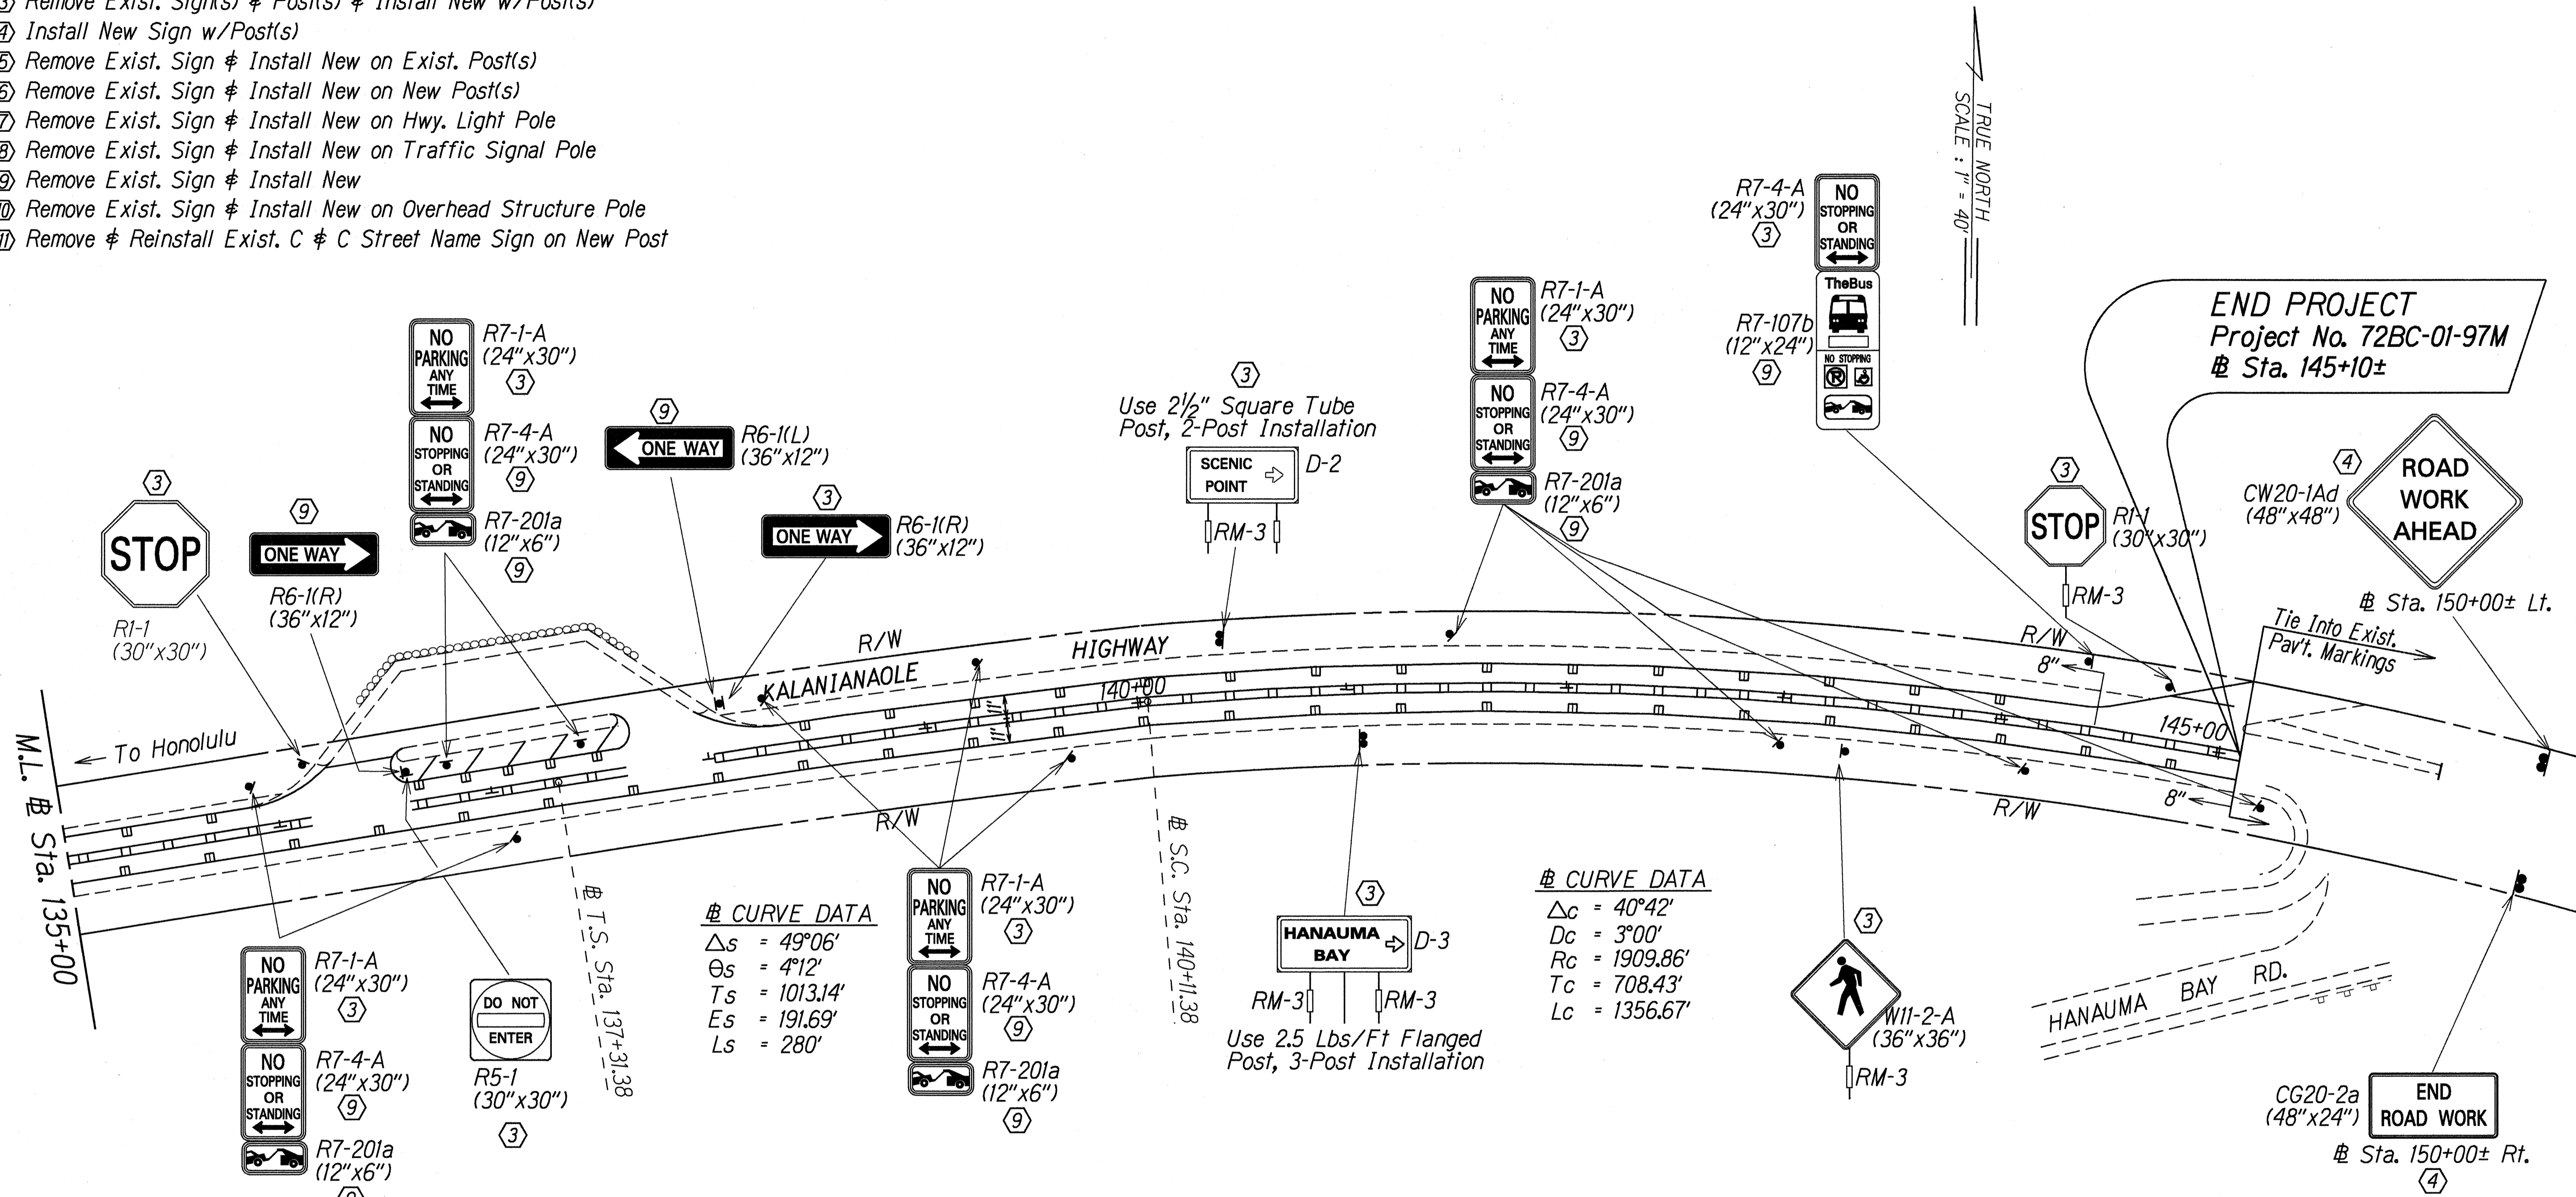 ③ Remove Exist. Sign(s) & Post(s) & Install New w/Post(s)
④ Install New Sign w/Post(s)
⑤ Remove Exist. Sign & Install New on Exist. Post(s)
⑥ Remove Exist. Sign & Install New on New Post(s)
⑦ Remove Exist. Sign & Install New on Hwy. Light Pole
⑧ Remove Exist. Sign & Install New on Traffic Signal Pole
⑨ Remove Exist. Sign & Install New
⑩ Remove Exist. Sign & Install New on Overhead Structure Pole
⑪ Remove & Reinstall Exist. C & C Street Name Sign on New Post
TRUE NORTH
SCALE : 1" = 40'
END PROJECT
Project No. 72BC-01-97M
℄ Sta. 145+10±
3
STOP
R1-1
(30"x30")
9
ONE WAY
R6-1(R)
(36"x12")
NO
PARKING
ANY
TIME
R7-1-A
(24"x30")
3
NO
STOPPING
OR
STANDING
R7-4-A
(24"x30")
9
R7-201a
(12"x6")
9
9
ONE WAY
R6-1(L)
(36"x12")
3
ONE WAY
R6-1(R)
(36"x12")
3
Use 2½" Square Tube
Post, 2-Post Installation
SCENIC
POINT
D-2
RM-3
NO
PARKING
ANY
TIME
R7-1-A
(24"x30")
3
NO
STOPPING
OR
STANDING
R7-4-A
(24"x30")
9
R7-201a
(12"x6")
9
R7-4-A
(24"x30")
3
NO
STOPPING
OR
STANDING
R7-107b
(12"x24")
9
TheBus
NO STOPPING
3
STOP
R1-1
(30"x30")
RM-3
4
CW20-1Ad
(48"x48")
ROAD
WORK
AHEAD
℄ Sta. 150+00± Lt.
Tie Into Exist.
Pav't. Markings
R/W
KALANIANAOLE
HIGHWAY
R/W
8"
140+00
145+00
11'
11'
To Honolulu
M.L. ℄ Sta. 135+00
R/W
R/W
8"
℄ T.S. Sta. 137+31.38
℄ S.C. Sta. 140+11.38
NO
PARKING
ANY
TIME
R7-1-A
(24"x30")
3
NO
STOPPING
OR
STANDING
R7-4-A
(24"x30")
9
R7-201a
(12"x6")
DO NOT
ENTER
R5-1
(30"x30")
3
℄ CURVE DATA
Δs = 49°06'
θs = 4°12'
Ts = 1013.14'
Es = 191.69'
Ls = 280'
NO
PARKING
ANY
TIME
R7-1-A
(24"x30")
3
NO
STOPPING
OR
STANDING
R7-4-A
(24"x30")
9
R7-201a
(12"x6")
9
3
HANAUMA
BAY
D-3
RM-3
RM-3
Use 2.5 Lbs/Ft Flanged
Post, 3-Post Installation
℄ CURVE DATA
Δc = 40°42'
Dc = 3°00'
Rc = 1909.86'
Tc = 708.43'
Lc = 1356.67'
3
W11-2-A
(36"x36")
RM-3
HANAUMA BAY RD.
CG20-2a
(48"x24")
END
ROAD WORK
℄ Sta. 150+00± Rt.
4